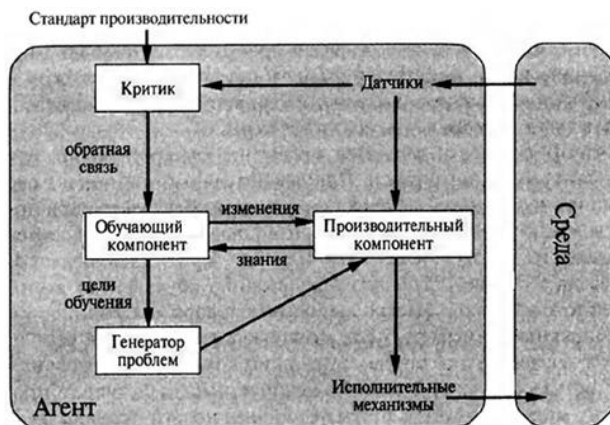 Стандарт производительности
Критик
Датчики
обратная
связь
Обучающий
компонент
изменения
знания
Производительный
компонент
Среда
цели
обучения
Генератор
проблем
Исполнительные
механизмы
Агент